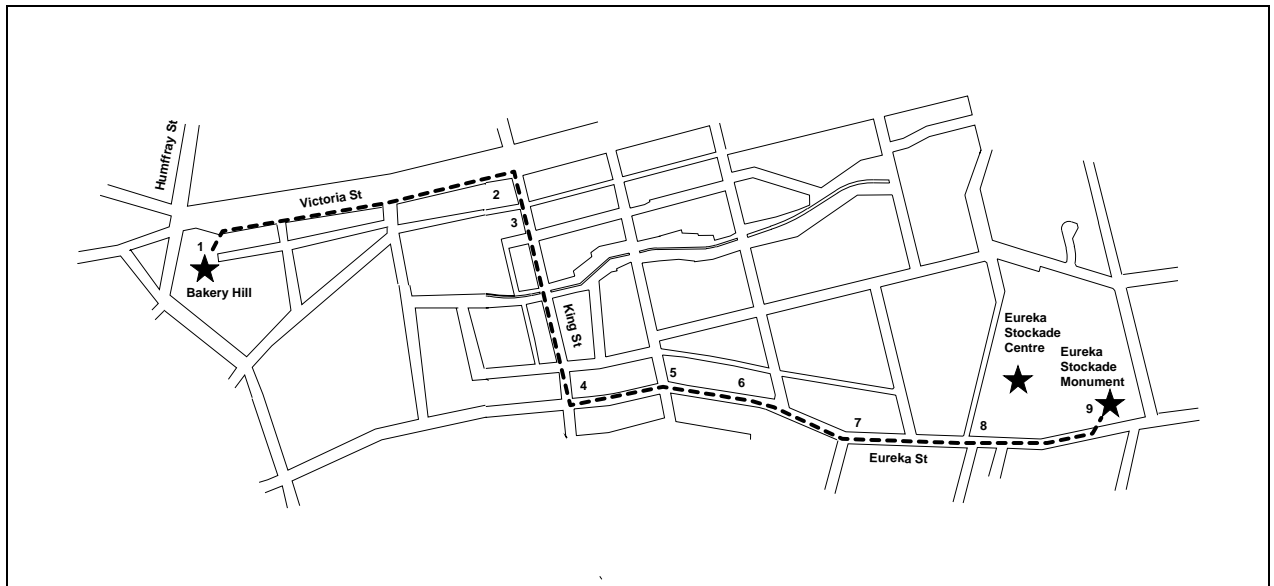 Humffray St
Victoria St
2
3
1
Bakery Hill
King St
Eureka
Stockade
Centre
Eureka
Stockade
Monument
4
5
6
7
8
9
Eureka St